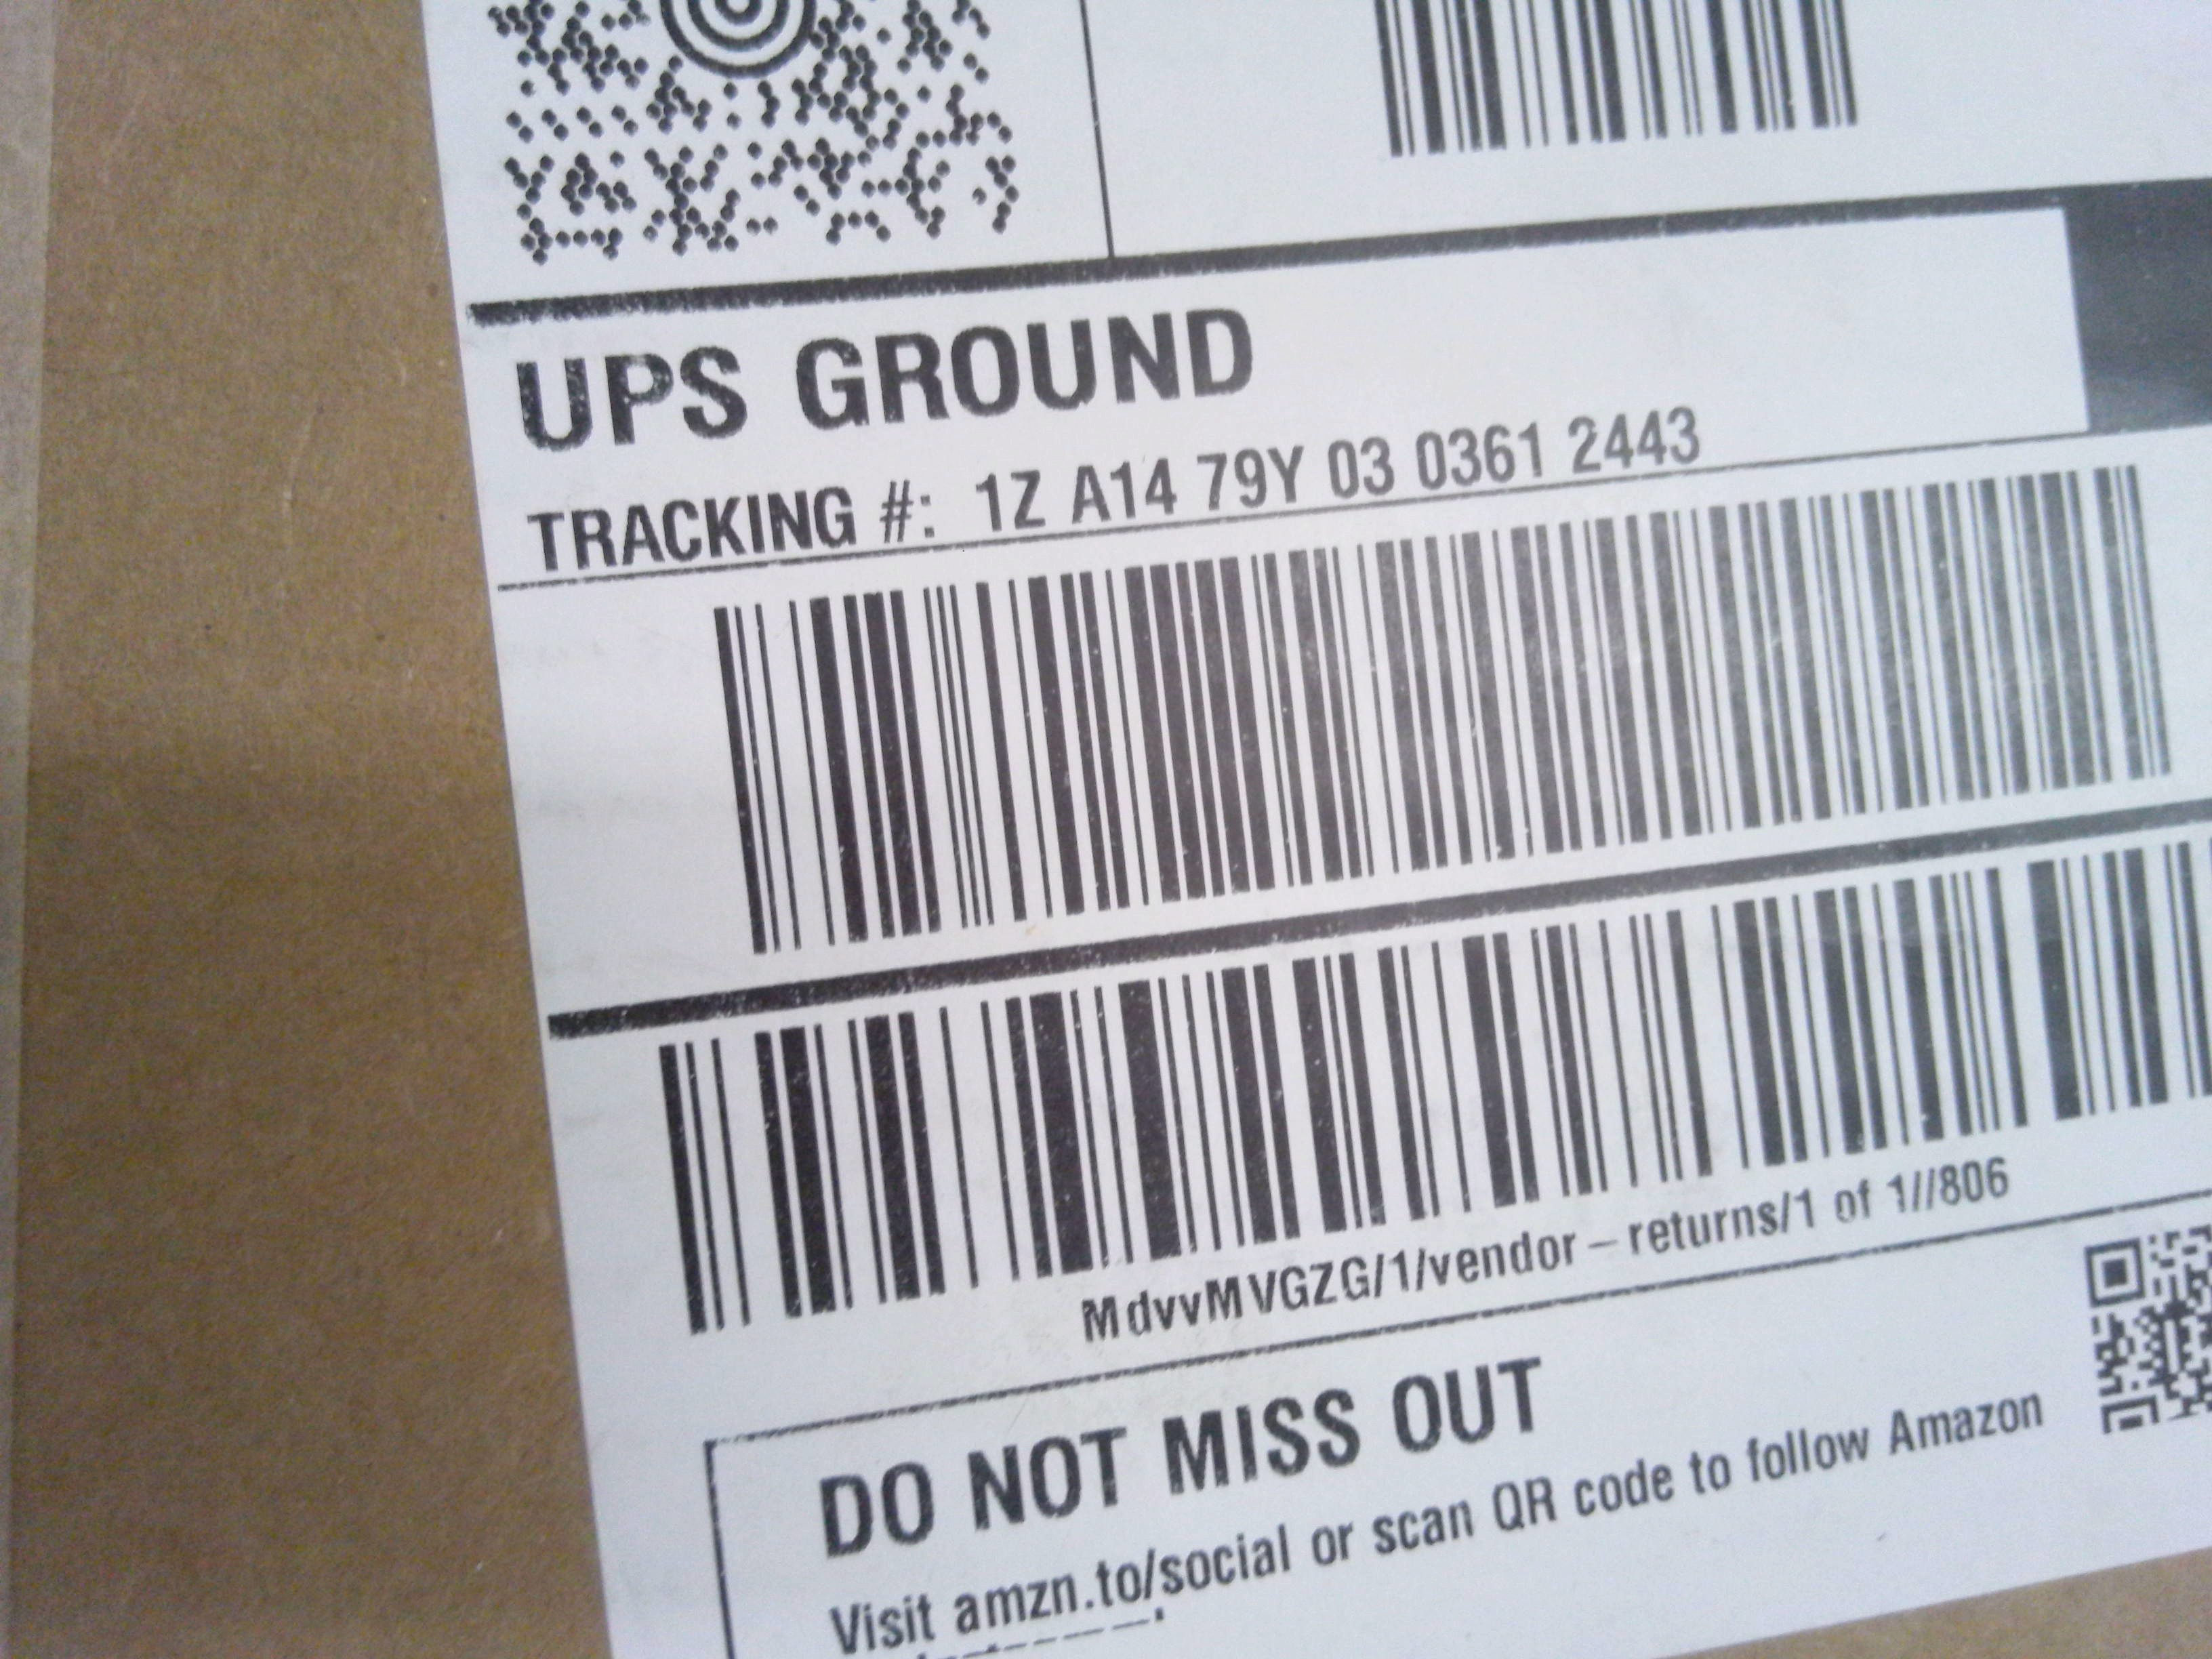 UPS GROUND
TRACKING #: 1Z A14 79Y 03 0361 2443
MdvvMVGZG/1/vendor-returns/1 of 1//806
DO NOT MISS OUT
Visit amzn.to/social or scan QR code to follow Amazon